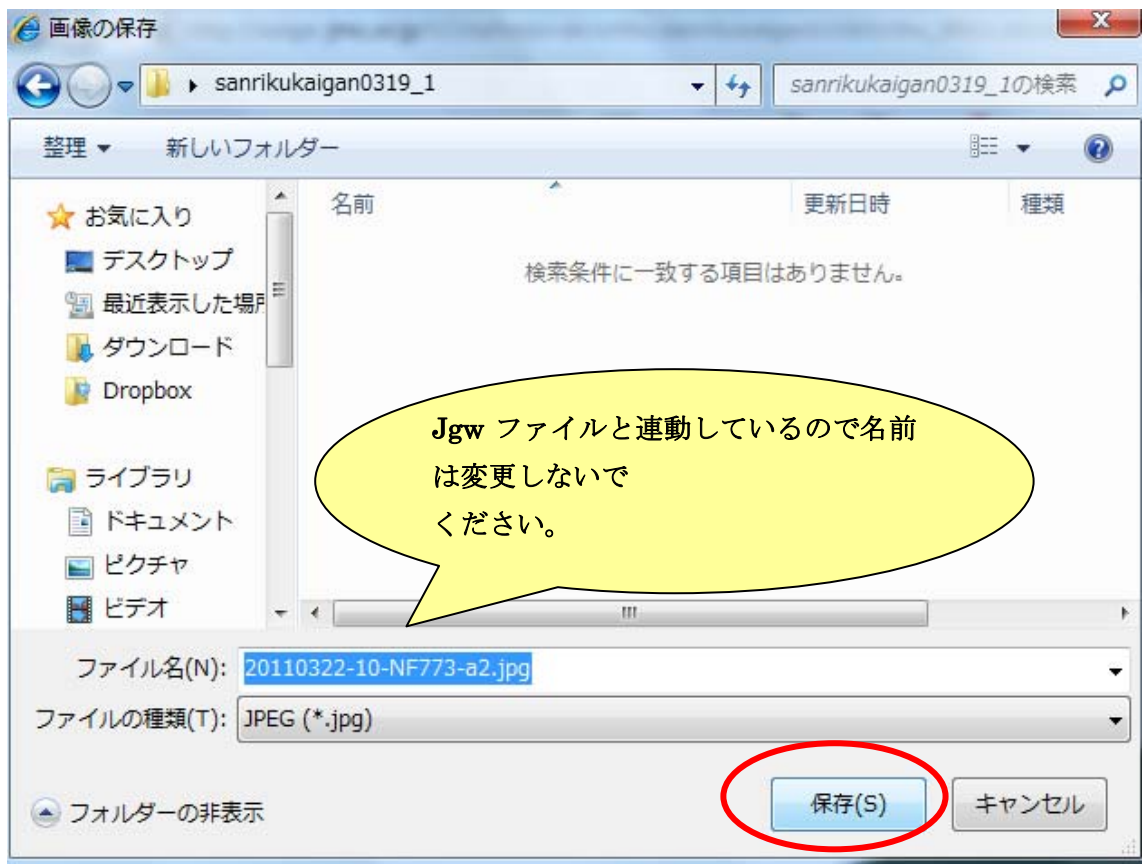 画像の保存
sanrikukaigan0319_1
sanrikukaigan0319_1の検索
整理
新しいフォルダー
名前
更新日時
種類
お気に入り
デスクトップ
最近表示した場所
ダウンロード
Dropbox
検索条件に一致する項目はありません。
ライブラリ
ドキュメント
ピクチャ
ビデオ
Jgw ファイルと連動しているので名前
は変更しないで
ください。
ファイル名(N): 20110322-10-NF773-a2.jpg
ファイルの種類(T): JPEG (*.jpg)
フォルダーの非表示
保存(S)
キャンセル